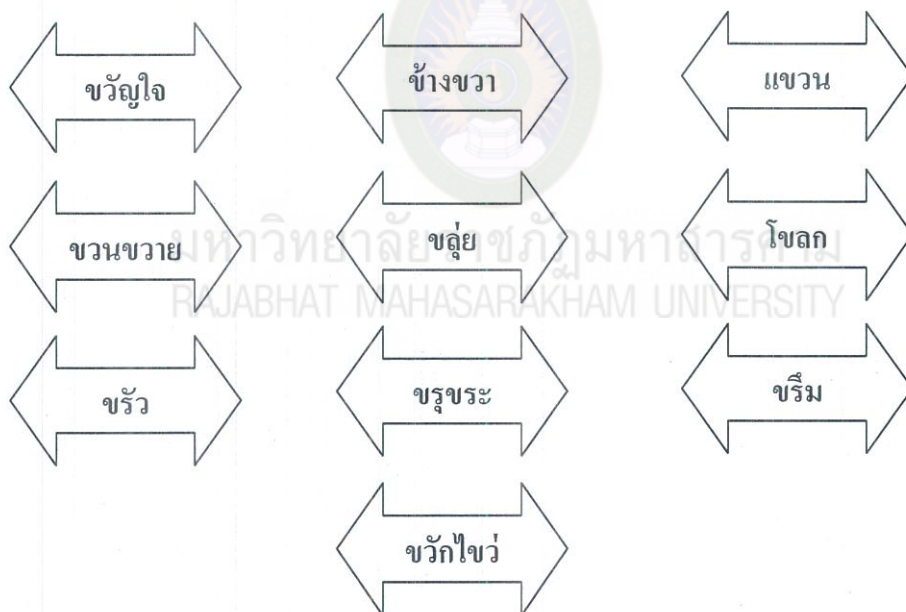 ขวัญใจ ข้างขวา แขวน
ขวนขวาย ขลุ่ย โขลก
มหาวิทยาลัยราชภัฏมหาสารคาม
RAJABHAT MAHASARAKHAM UNIVERSITY
ขรัว ขรุขระ ขรึม
ขวักไขว่